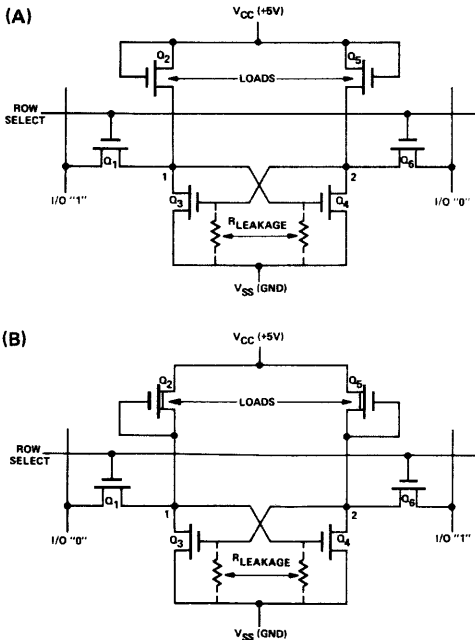 (A)
VCC (+5V)
Q2
Q5
LOADS
ROW
SELECT
Q1
Q6
1
2
I/O "1"
Q3
Q4
I/O "0"
RLEAKAGE
VSS (GND)
(B)
VCC (+5V)
Q2
Q5
LOADS
ROW
SELECT
Q1
Q6
1
2
I/O "0"
Q3
Q4
I/O "1"
RLEAKAGE
VSS (GND)